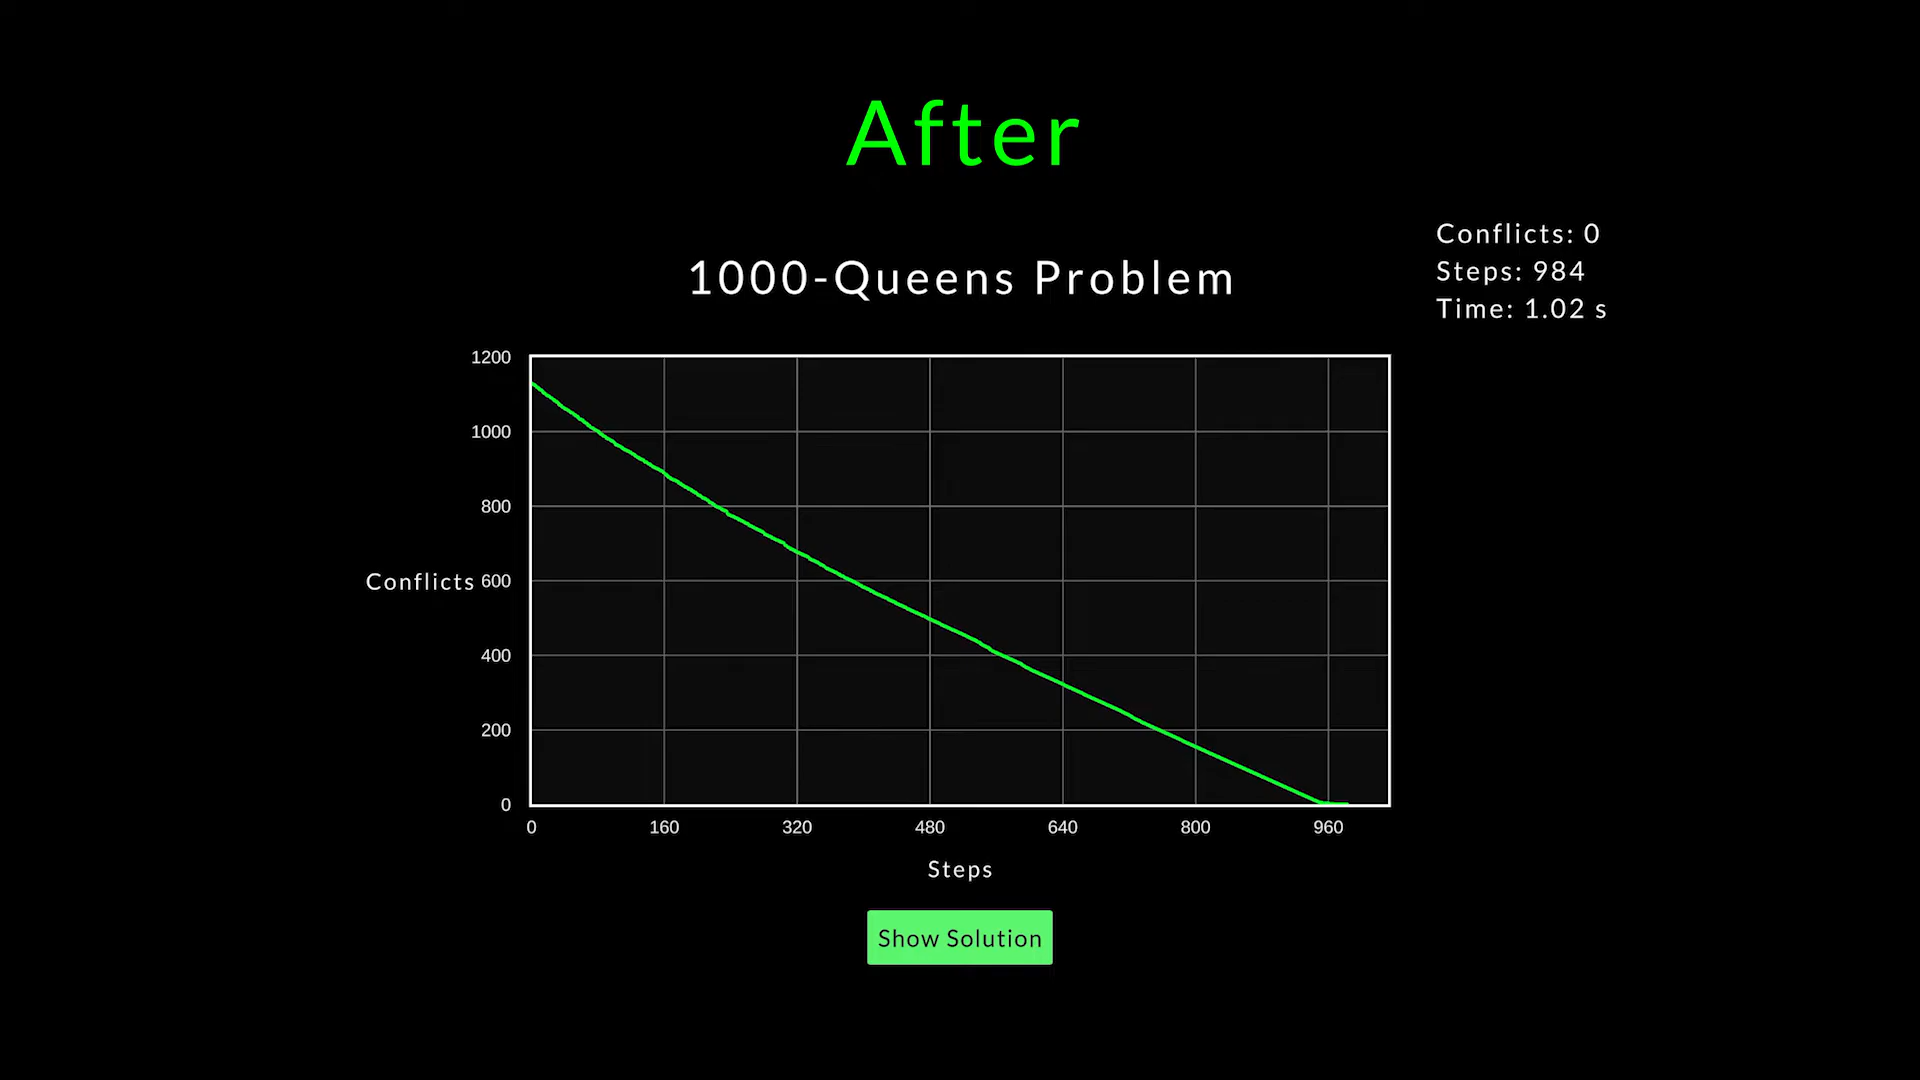 After
1000-Queens Problem
Conflicts: 0
Steps: 984
Time: 1.02 s
1200
1000
800
Conflicts 600
400
200
0
0 160 320 480 640 800 960
Steps
Show Solution